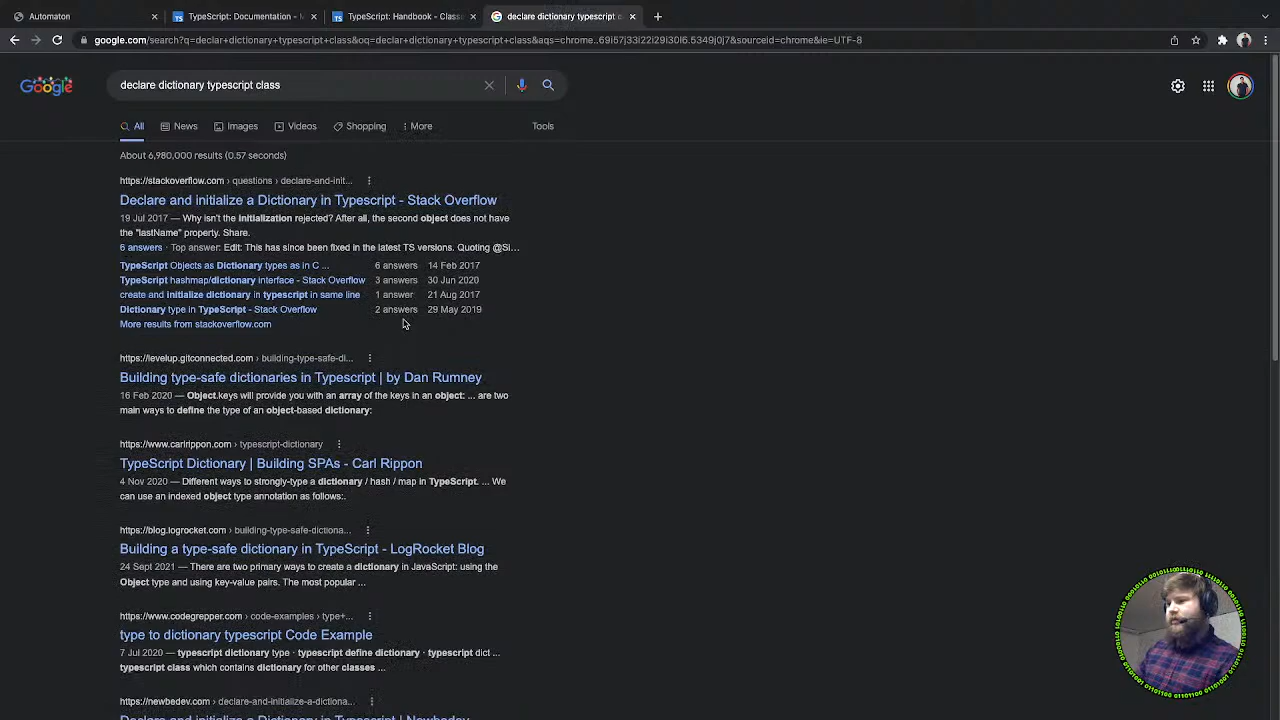 Automaton
TypeScript: Documentation - M
TypeScript: Handbook - Classe
declare dictionary typescript c
google.com/search?q=declar+dictionary+typescript+class&oq=declar+dictionary+typescript+class&aqs=chrome..69i57j33i22i29i30l6.5349j0j7&sourceid=chrome&ie=UTF-8
Google
declare dictionary typescript class
All News Images Videos Shopping More Tools
About 6,980,000 results (0.57 seconds)
https://stackoverflow.com › questions › declare-and-init...
Declare and initialize a Dictionary in Typescript - Stack Overflow
19 Jul 2017 — Why isn't the initialization rejected? After all, the second object does not have
the "lastName" property. Share.
6 answers · Top answer: Edit: This has since been fixed in the latest TS versions. Quoting @Si...
TypeScript Objects as Dictionary types as in C ... 6 answers 14 Feb 2017
TypeScript hashmap/dictionary interface - Stack Overflow 3 answers 30 Jun 2020
create and initialize dictionary in typescript in same line 1 answer 21 Aug 2017
Dictionary type in TypeScript - Stack Overflow 2 answers 29 May 2019
More results from stackoverflow.com
https://levelup.gitconnected.com › building-type-safe-di...
Building type-safe dictionaries in Typescript | by Dan Rumney
16 Feb 2020 — Object.keys will provide you with an array of the keys in an object: ... are two
main ways to define the type of an object-based dictionary:
https://www.carlrippon.com › typescript-dictionary
TypeScript Dictionary | Building SPAs - Carl Rippon
4 Nov 2020 — Different ways to strongly-type a dictionary / hash / map in TypeScript. ... We
can use an indexed object type annotation as follows:.
https://blog.logrocket.com › building-type-safe-dictiona...
Building a type-safe dictionary in TypeScript - LogRocket Blog
24 Sept 2021 — There are two primary ways to create a dictionary in JavaScript: using the
Object type and using key-value pairs. The most popular ...
https://www.codegrepper.com › code-examples › type+...
type to dictionary typescript Code Example
7 Jul 2020 — typescript dictionary type · typescript define dictionary · typescript dict ...
typescript class which contains dictionary for other classes ...
https://newbedev.com › declare-and-initialize-a-dictiona...
Declare and initialize a Dictionary in Typescript | Newbedev